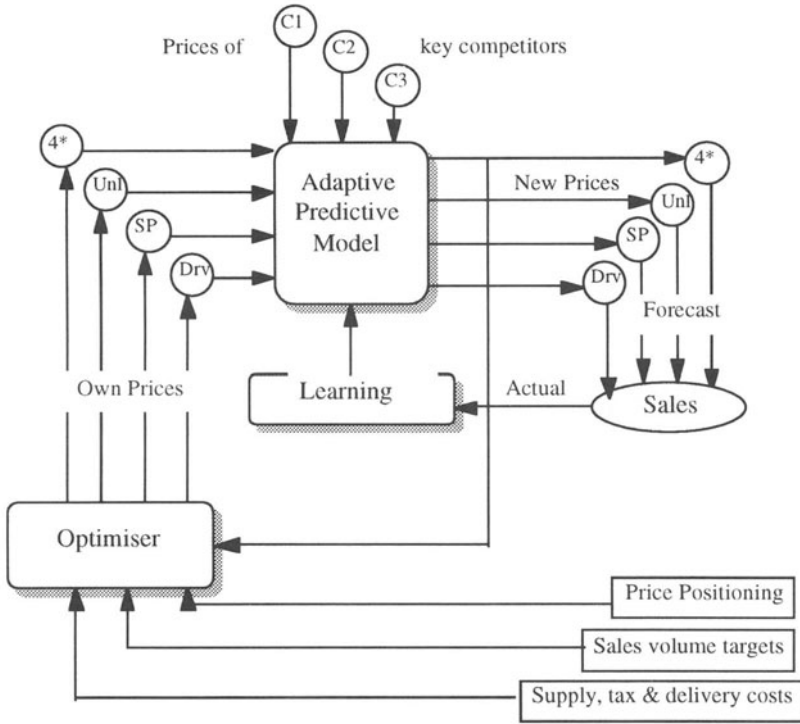 C1
Prices of
C2
key competitors
C3
4*
4*
Unl
Adaptive
Predictive
Model
New Prices
Unl
SP
SP
Drv
Drv
Forecast
Own Prices
Learning
Actual
Sales
Optimiser
Price Positioning
Sales volume targets
Supply, tax & delivery costs